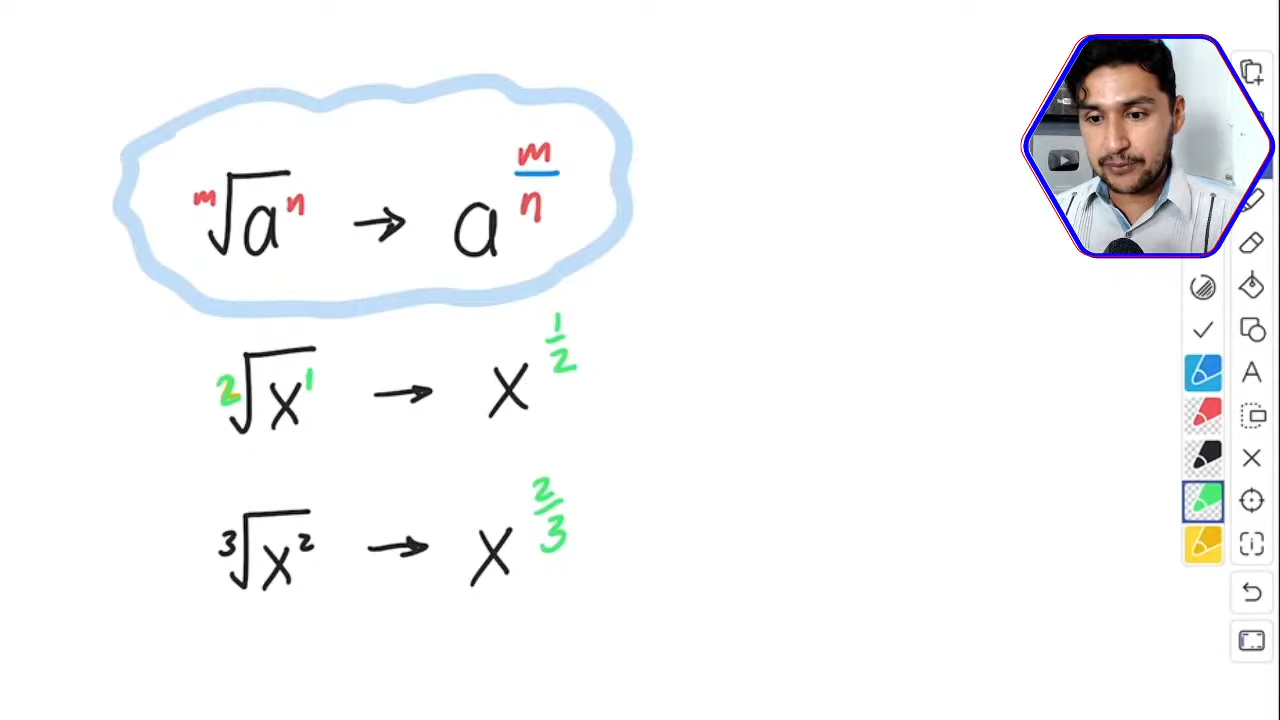 ᵐ√aⁿ → a^(m/n)
²√x¹ → x^(1/2)
³√x² → x^(2/3)